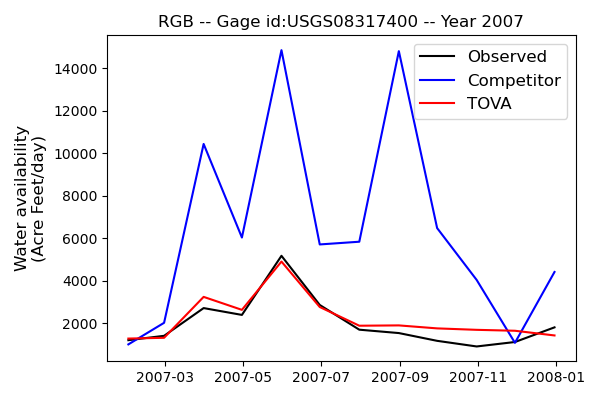 RGB -- Gage id:USGS08317400 -- Year 2007
Water availability
(Acre Feet/day)
14000
12000
10000
8000
6000
4000
2000
Observed
Competitor
TOVA
2007-03 2007-05 2007-07 2007-09 2007-11 2008-01